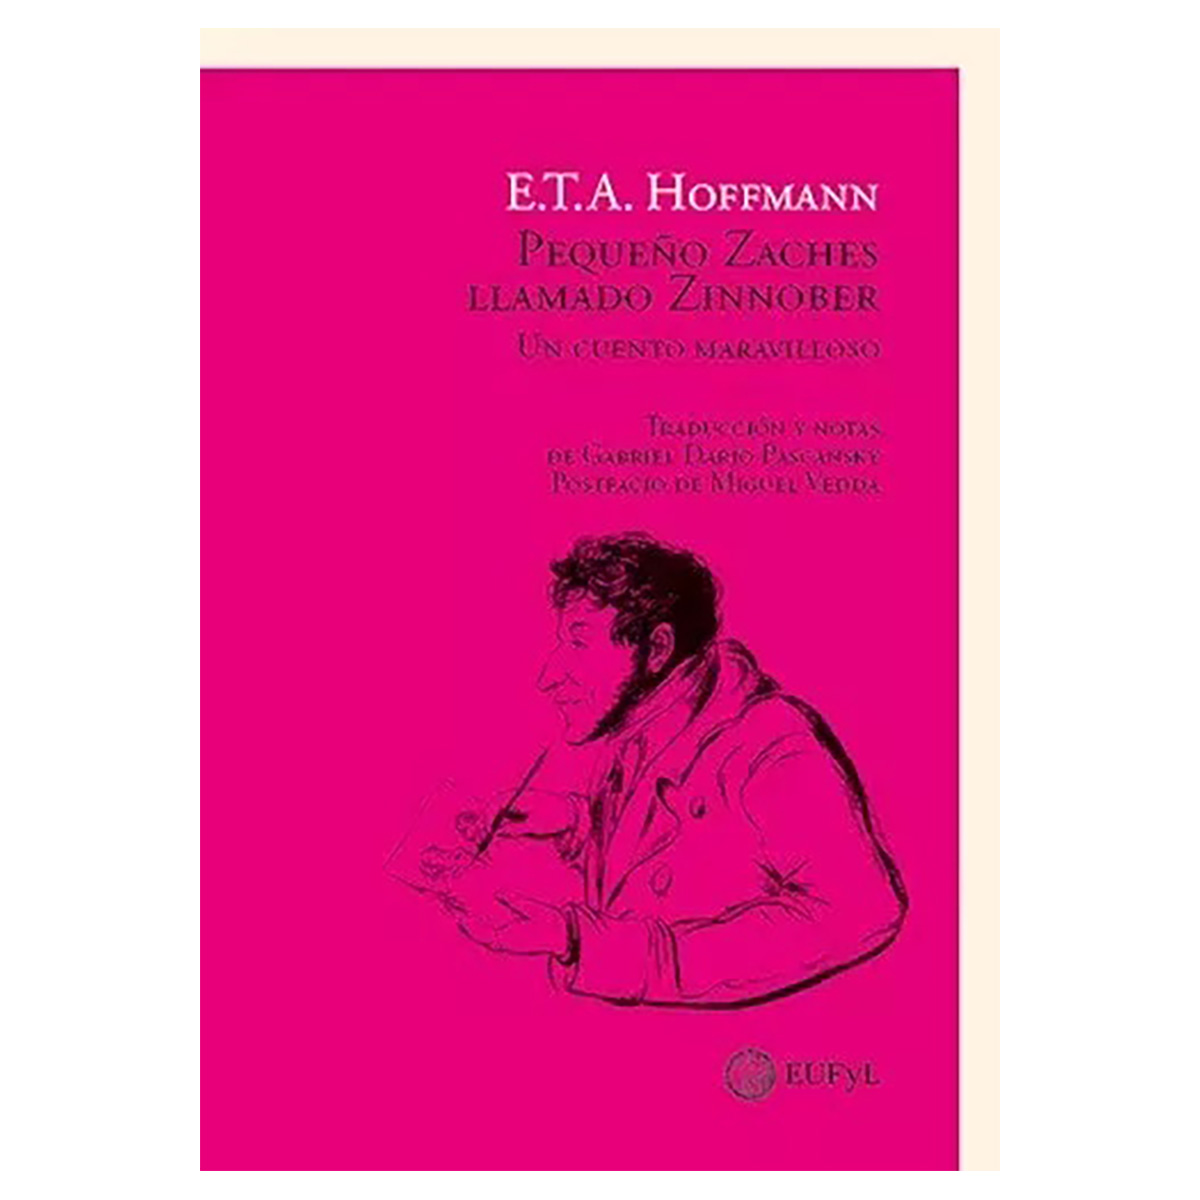 E.T.A. HOFFMANN
PEQUEÑO ZACHES
LLAMADO ZINNOBER
UN CUENTO MARAVILLOSO
TRADUCCIÓN Y NOTAS
DE GABRIEL DARÍO PASCANSKY
POSTFACIO DE MIGUEL VEDDA
EUFyL